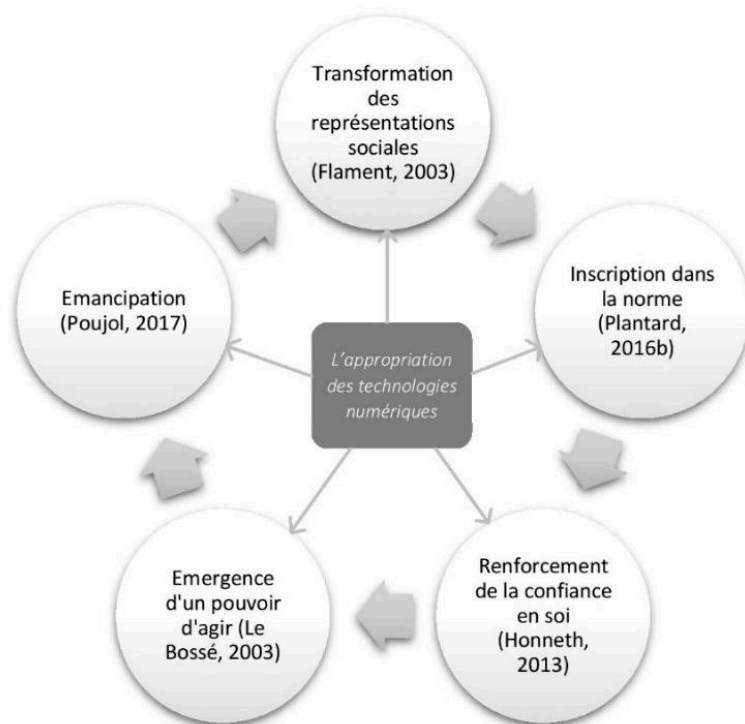 Transformation
des
représentations
sociales
(Flament, 2003)
Inscription dans
la norme
(Plantard,
2016b)
Renforcement
de la confiance
en soi
(Honneth,
2013)
Emergence
d'un pouvoir
d'agir (Le
Bossé, 2003)
Emancipation
(Poujol, 2017)
L'appropriation
des technologies
numériques